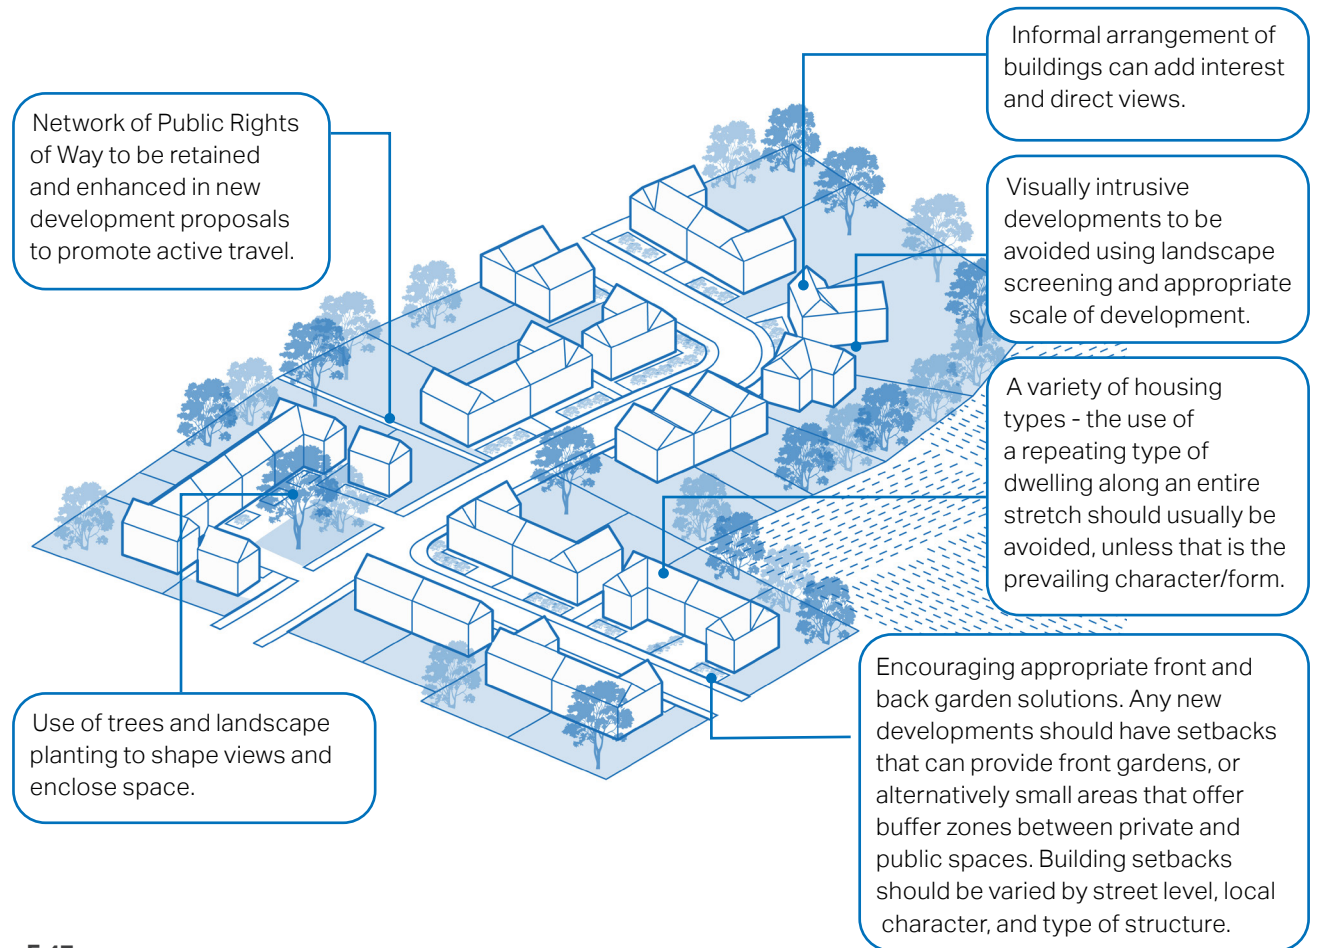 Informal arrangement of
buildings can add interest
and direct views.
Network of Public Rights
of Way to be retained
and enhanced in new
development proposals
to promote active travel.
Visually intrusive
developments to be
avoided using landscape
screening and appropriate
scale of development.
A variety of housing
types - the use of
a repeating type of
dwelling along an entire
stretch should usually be
avoided, unless that is the
prevailing character/form.
Use of trees and landscape
planting to shape views and
enclose space.
Encouraging appropriate front and
back garden solutions. Any new
developments should have setbacks
that can provide front gardens, or
alternatively small areas that offer
buffer zones between private and
public spaces. Building setbacks
should be varied by street level, local
character, and type of structure.